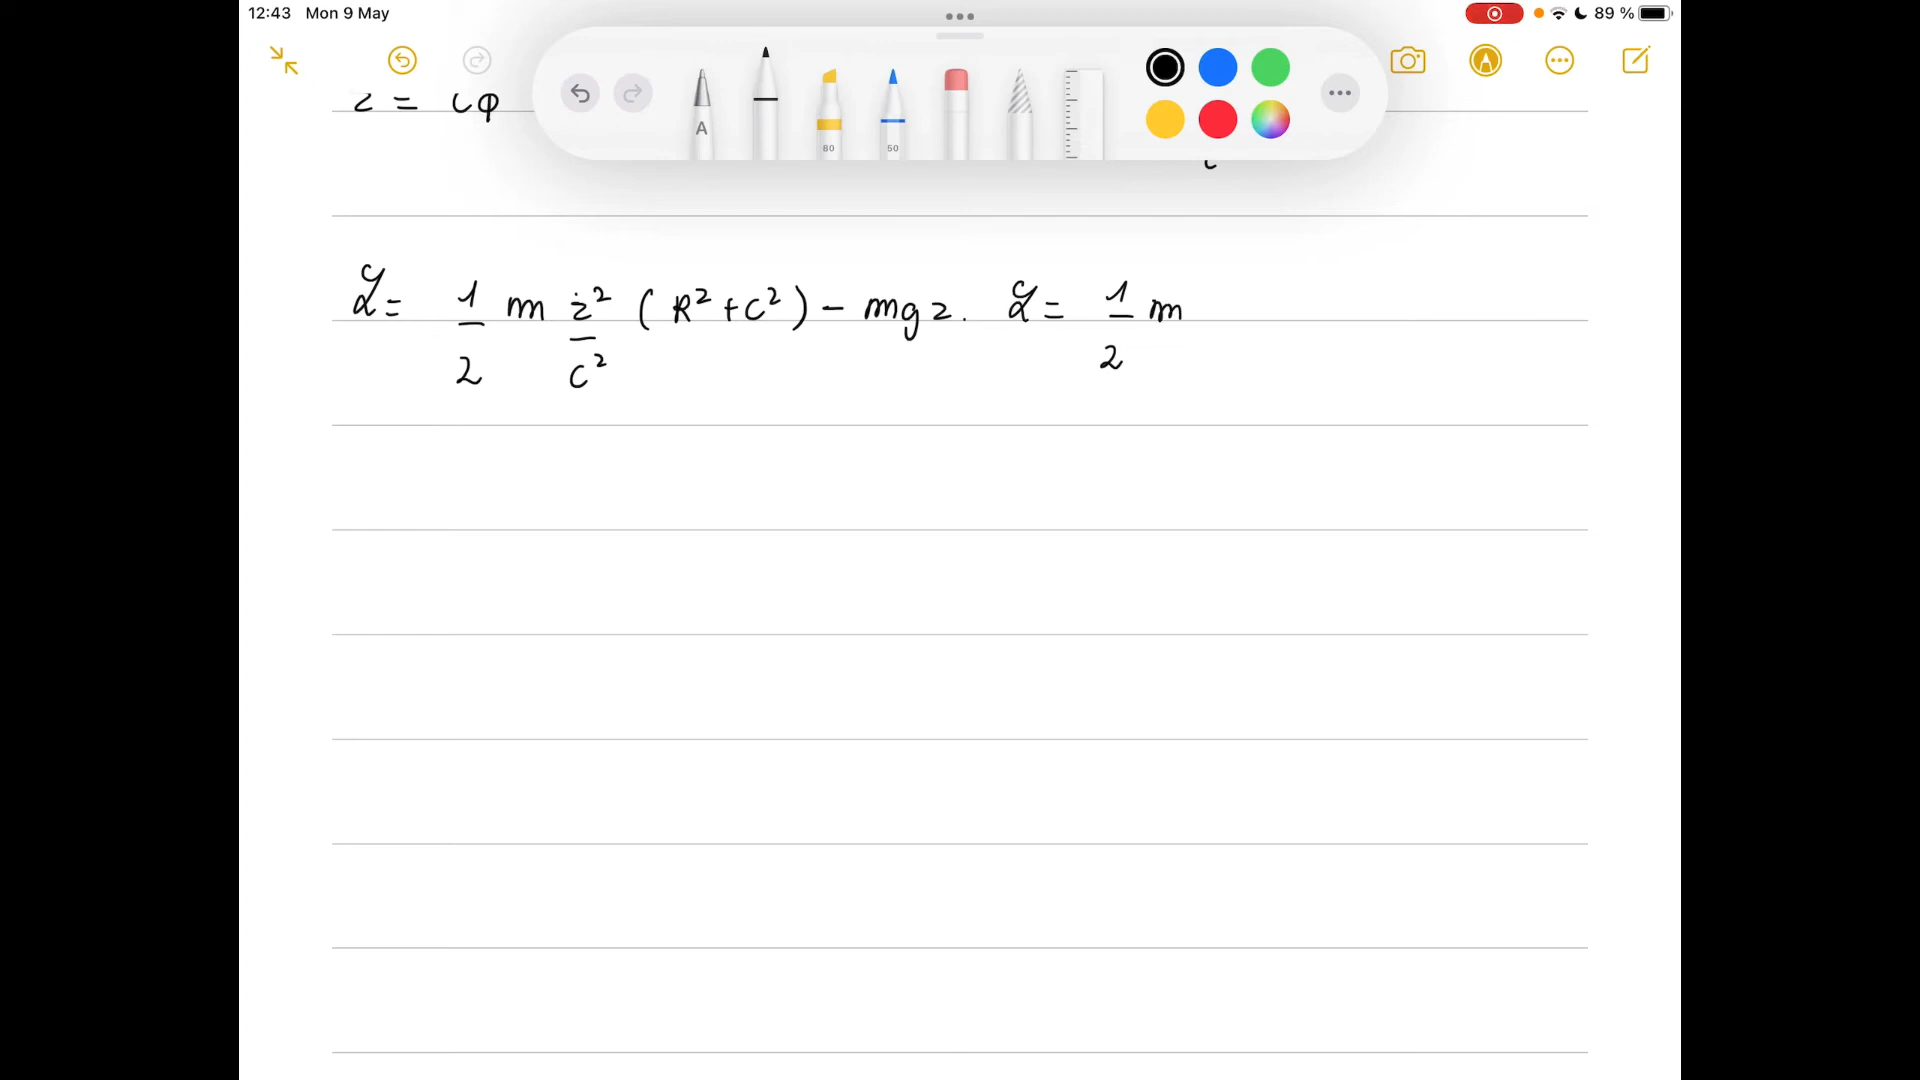 12:43 Mon 9 May 89 %
A 80 50
z = cφ
c
ℒ = 1/2 m ż²/c² (R² + c²) − mgz. ℒ = 1/2 m